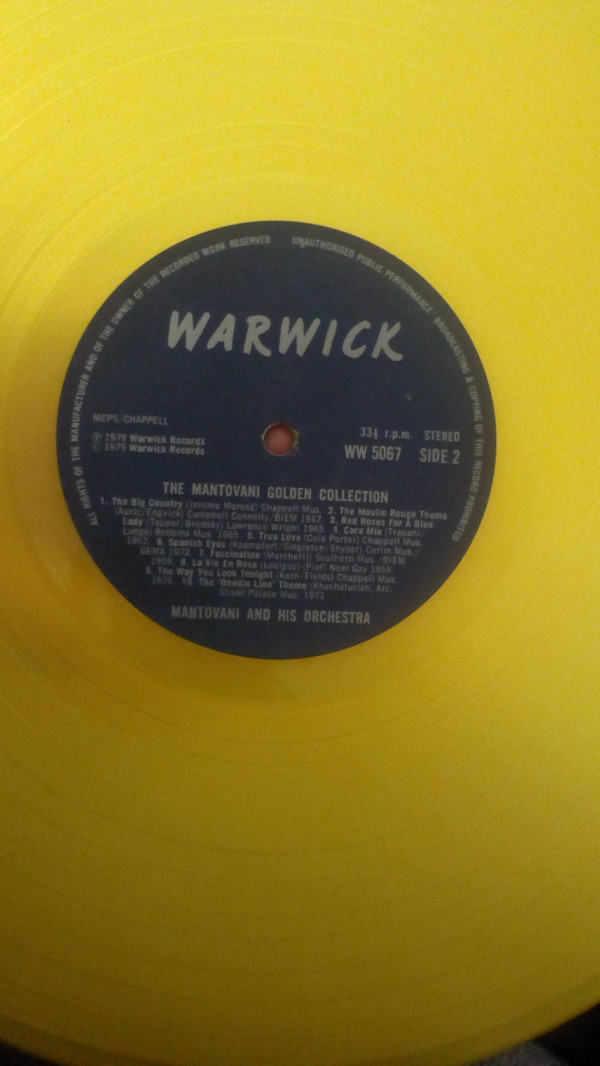 ALL RIGHTS OF THE MANUFACTURER AND OF THE OWNER OF THE RECORDED WORK RESERVED
UNAUTHORISED PUBLIC PERFORMANCE · BROADCASTING & COPYING OF THIS RECORD PROHIBITED
WARWICK
MCPS/CHAPPELL
℗ 1979 Warwick Records
© 1979 Warwick Records
33⅓ r.p.m. STEREO
WW 5067 SIDE 2
THE MANTOVANI GOLDEN COLLECTION
1. The Big Country (Jerome Moross) Chappell Mus. 2. The Moulin Rouge Theme
(Auric/Engvick) Campbell Connelly/BIEM 1967. 3. Red Roses For A Blue
Lady (Tepper/Brodsky) Lawrence Wright 1965. 4. Cara Mia (Trapani/
Lange) Robbins Mus. 1965. 5. True Love (Cole Porter) Chappell Mus.
1967. 6. Spanish Eyes (Kaempfert/Singleton/Snyder) Carlin Mus./
GEMA 1972. 7. Fascination (Marchetti) Southern Mus./BIEM
1959. 8. La Vie En Rose (Louiguy) (Piaf) Noel Gay 1958.
9. The Way You Look Tonight (Kern/Fields) Chappell Mus.
1976. 10. The 'Onedin Line' Theme (Khachaturian, Arr.
Shaw) Palace Mus. 1972
MANTOVANI AND HIS ORCHESTRA